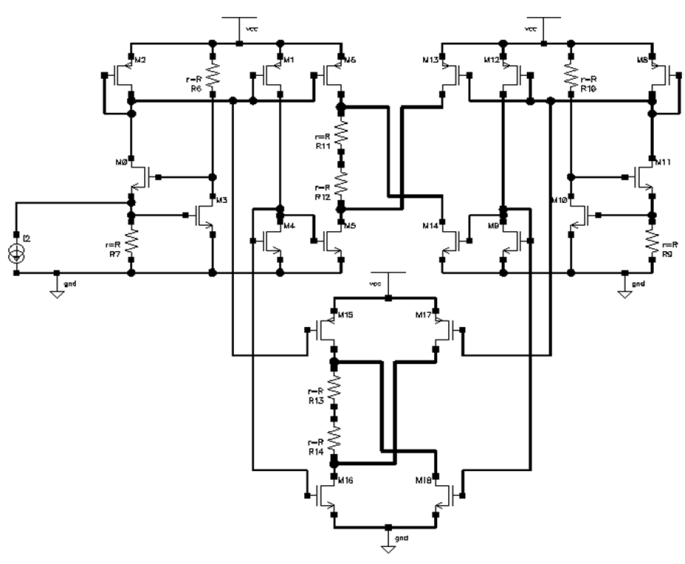 vcc
vcc
M2
r=R
R6
M1
M6
M13
M12
r=R
R10
M8
r=R
R11
M0
r=R
R12
M11
M3
M10
I2
r=R
R7
M4
M5
M14
M9
r=R
R9
gnd
vcc
gnd
M15
M17
r=R
R13
r=R
R14
M16
M18
gnd